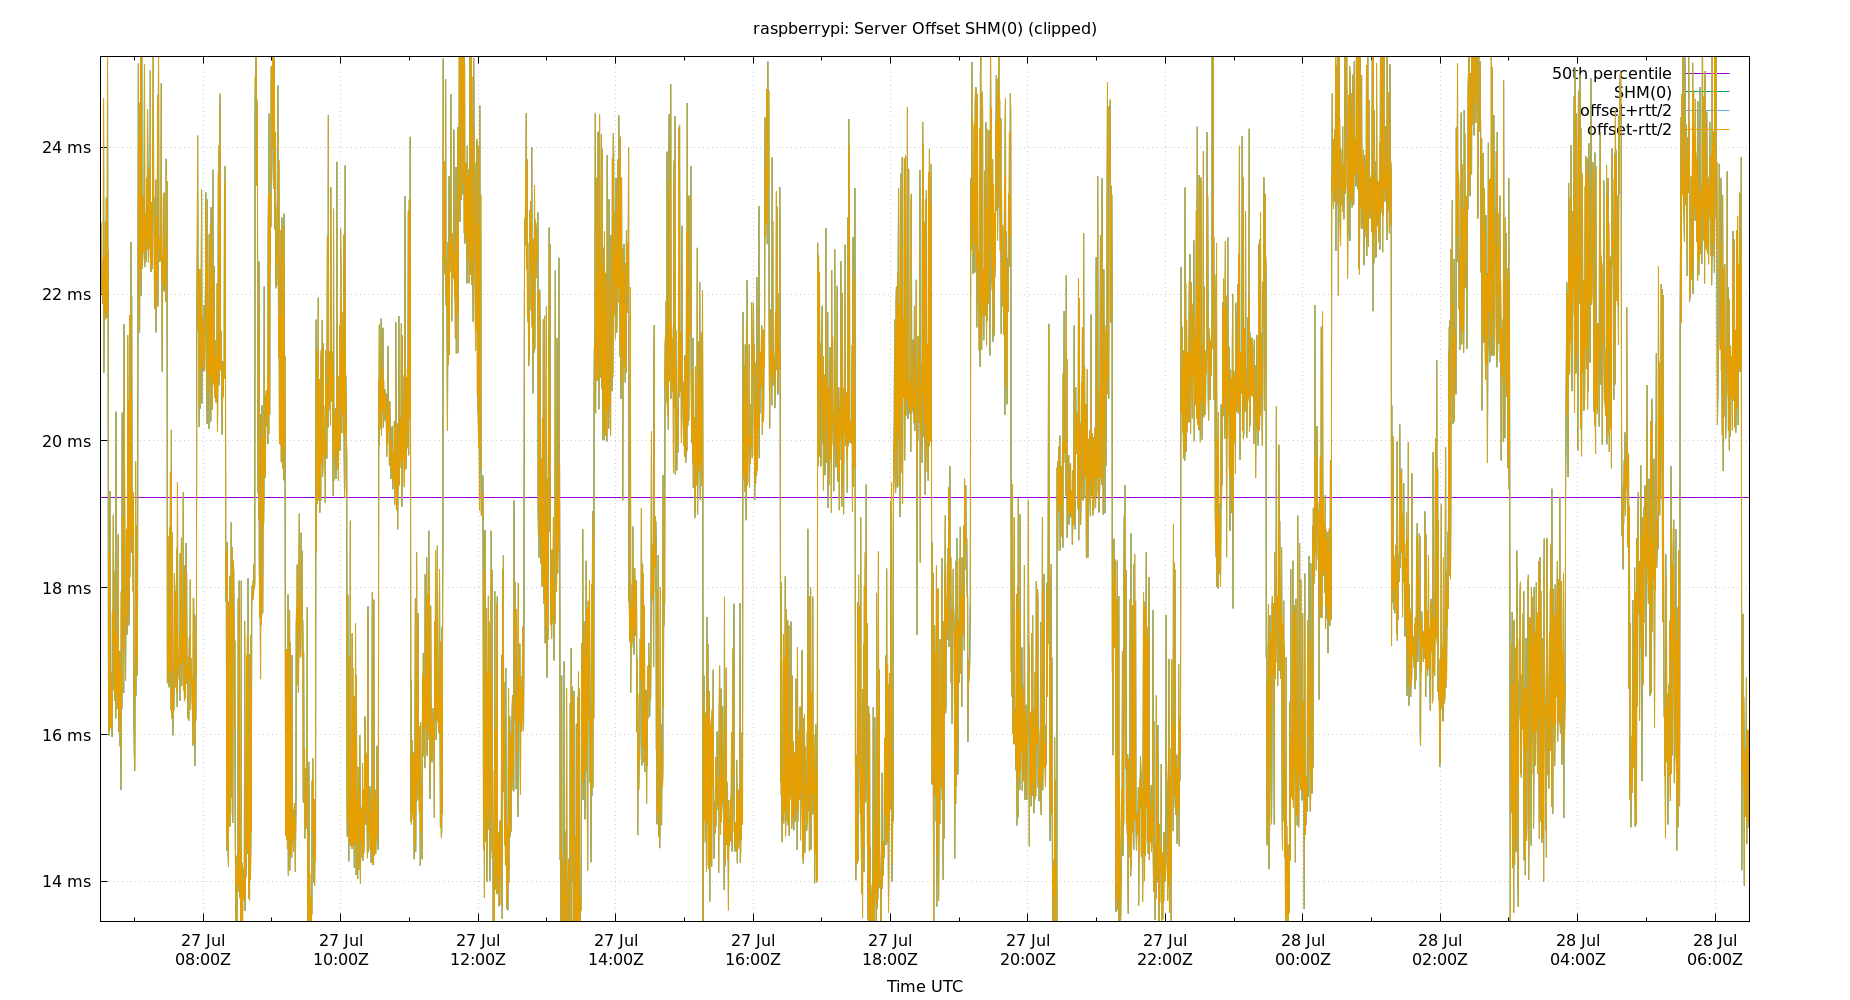 raspberrypi: Server Offset SHM(0) (clipped)
50th percentile
SHM(0)
offset+rtt/2
offset-rtt/2
24 ms
22 ms
20 ms
18 ms
16 ms
14 ms
27 Jul 27 Jul 27 Jul 27 Jul 27 Jul 27 Jul 27 Jul 27 Jul 28 Jul 28 Jul 28 Jul 28 Jul
08:00Z 10:00Z 12:00Z 14:00Z 16:00Z 18:00Z 20:00Z 22:00Z 00:00Z 02:00Z 04:00Z 06:00Z
Time UTC